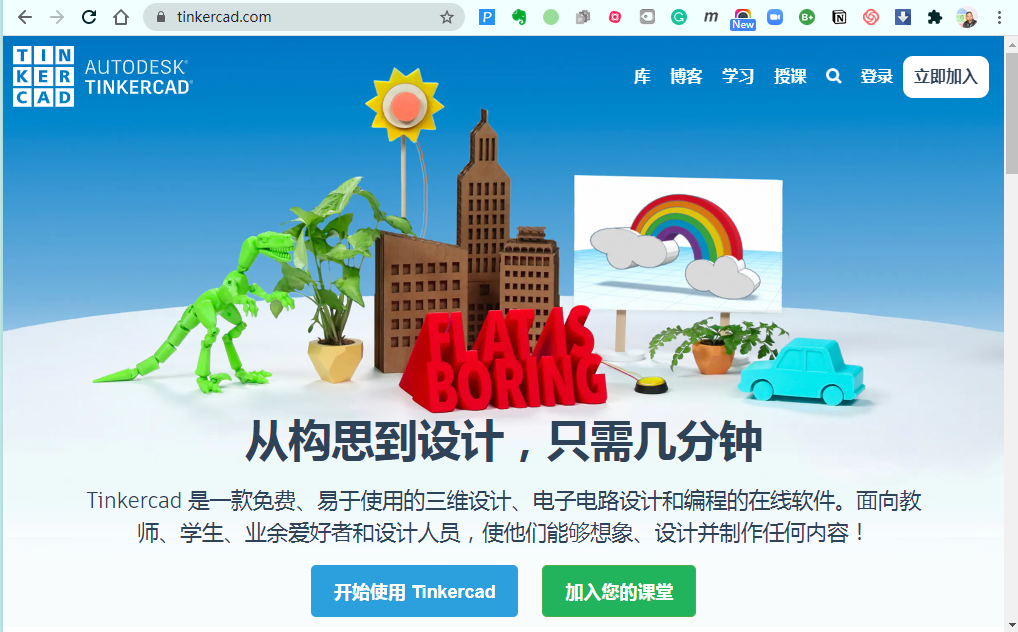 tinkercad.com
New
TIN
KER
CAD
AUTODESK®
TINKERCAD®
库 博客 学习 授课 登录 立即加入
FLAT IS
BORING
从构思到设计，只需几分钟
Tinkercad 是一款免费、易于使用的三维设计、电子电路设计和编程的在线软件。面向教
师、学生、业余爱好者和设计人员，使他们能够想象、设计并制作任何内容！
开始使用 Tinkercad 加入您的课堂